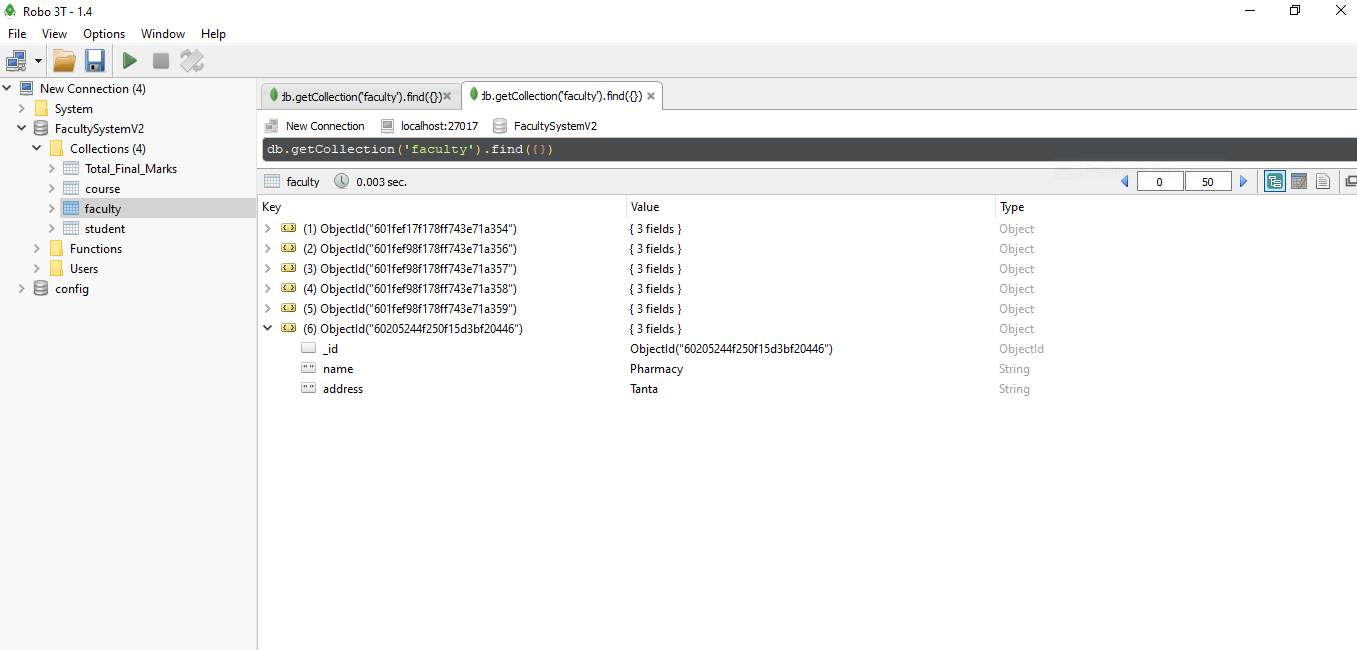 Robo 3T - 1.4
File View Options Window Help
New Connection (4)
System
FacultySystemV2
Collections (4)
Total_Final_Marks
course
faculty
student
Functions
Users
config
db.getCollection('faculty').find({}) db.getCollection('faculty').find({})
New Connection localhost:27017 FacultySystemV2
db.getCollection('faculty').find({})
faculty 0.003 sec. 0 50
Key Value Type
(1) ObjectId("601fef17f178ff743e71a354") { 3 fields } Object
(2) ObjectId("601fef98f178ff743e71a356") { 3 fields } Object
(3) ObjectId("601fef98f178ff743e71a357") { 3 fields } Object
(4) ObjectId("601fef98f178ff743e71a358") { 3 fields } Object
(5) ObjectId("601fef98f178ff743e71a359") { 3 fields } Object
(6) ObjectId("60205244f250f15d3bf20446") { 3 fields } Object
_id ObjectId("60205244f250f15d3bf20446") ObjectId
name Pharmacy String
address Tanta String